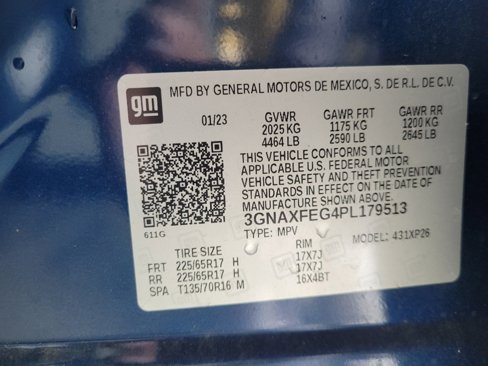 gm
MFD BY GENERAL MOTORS DE MEXICO, S. DE R.L. DE C.V.
01/23 GVWR GAWR FRT GAWR RR
2025 KG 1175 KG 1200 KG
4464 LB 2590 LB 2645 LB
THIS VEHICLE CONFORMS TO ALL
APPLICABLE U.S. FEDERAL MOTOR
VEHICLE SAFETY AND THEFT PREVENTION
STANDARDS IN EFFECT ON THE DATE OF
MANUFACTURE SHOWN ABOVE.
3GNAXFEG4PL179513
611G TYPE: MPV MODEL: 431XP26
TIRE SIZE RIM
FRT 225/65R17 H 17X7J
RR 225/65R17 H 17X7J
SPA T135/70R16 M 16X4BT